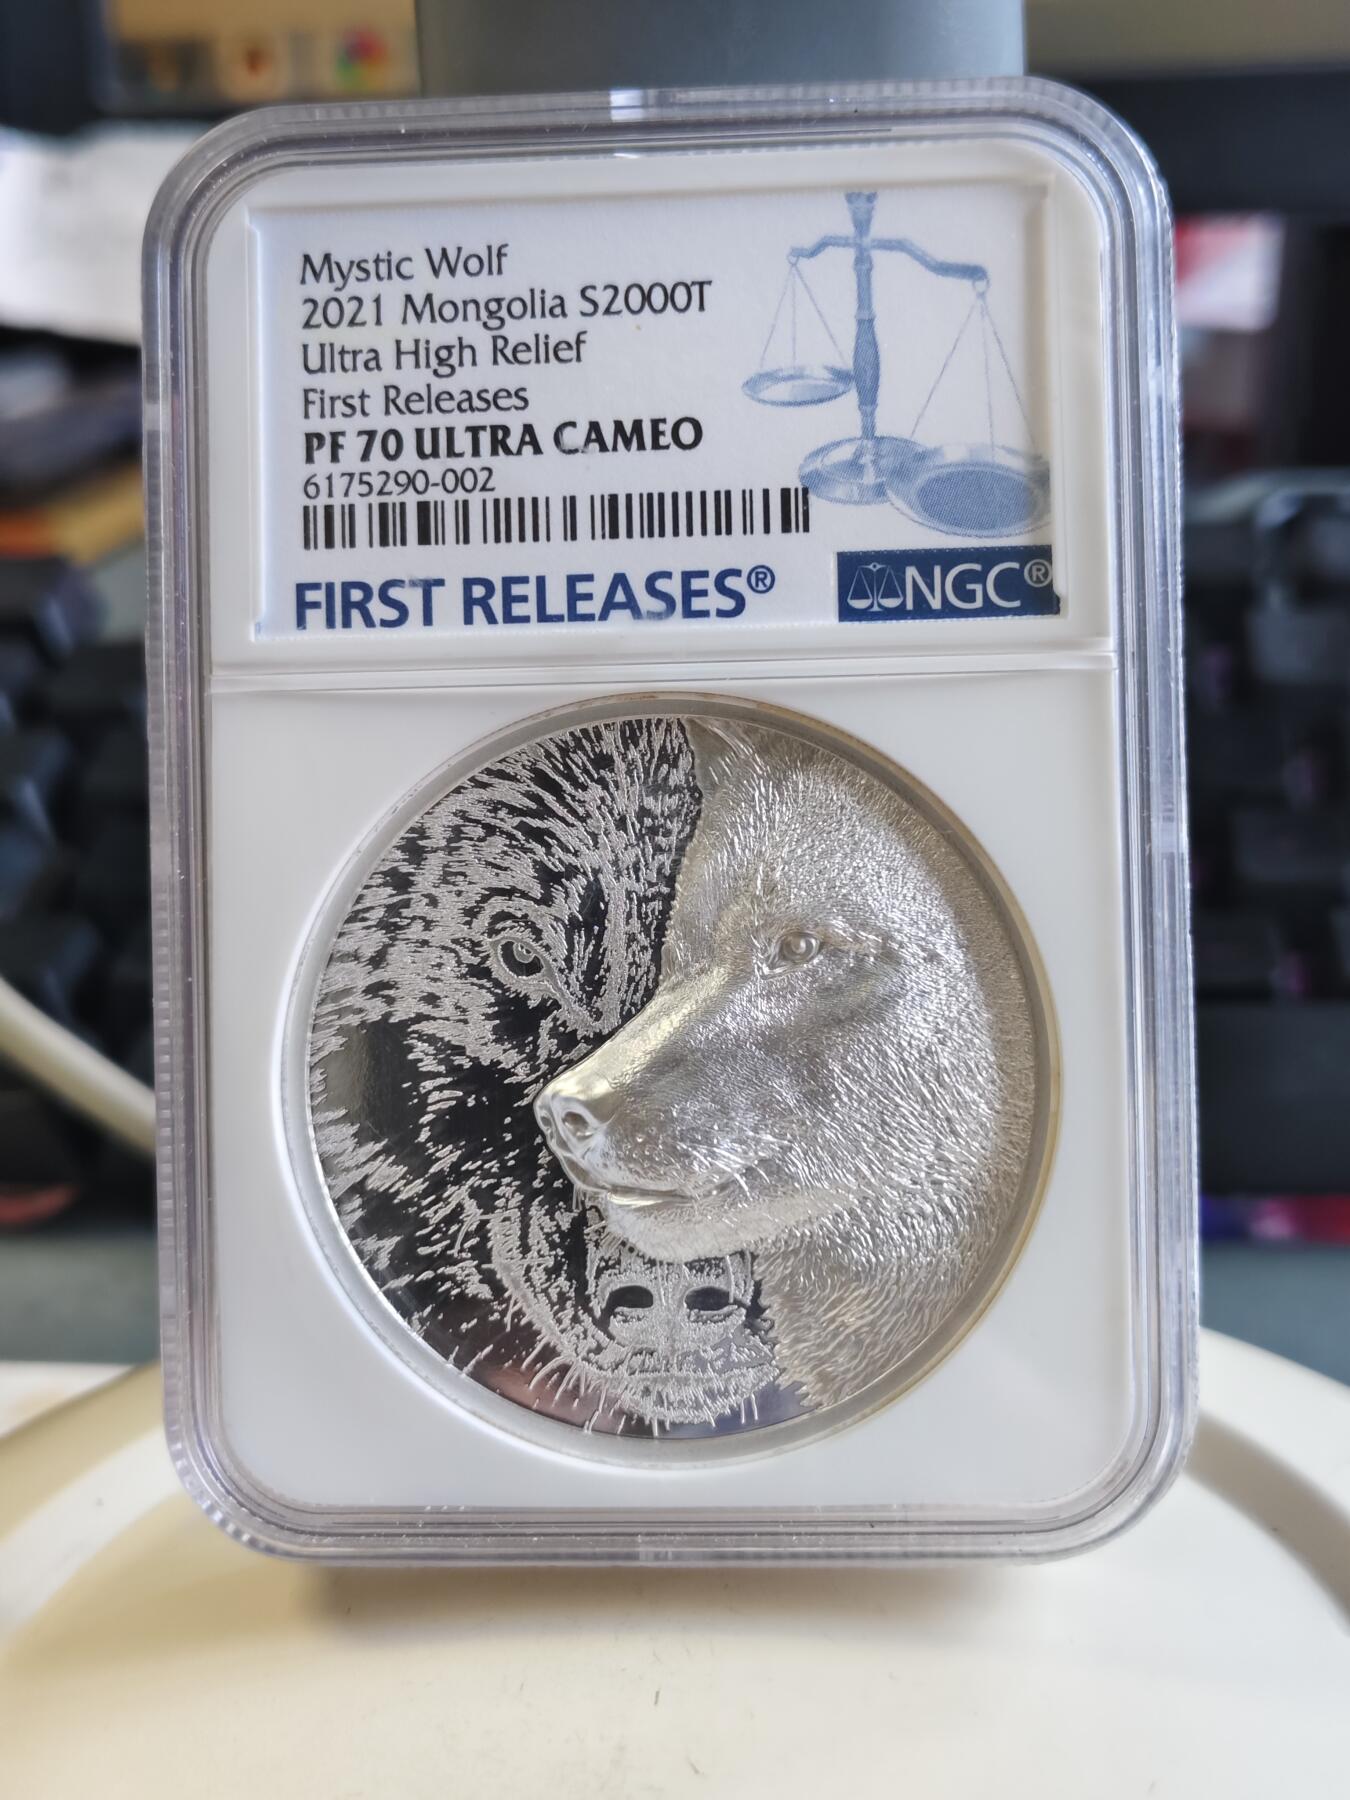 Mystic Wolf
2021 Mongolia S2000T
Ultra High Relief
First Releases
PF 70 ULTRA CAMEO
6175290-002
FIRST RELEASES®
NGC®